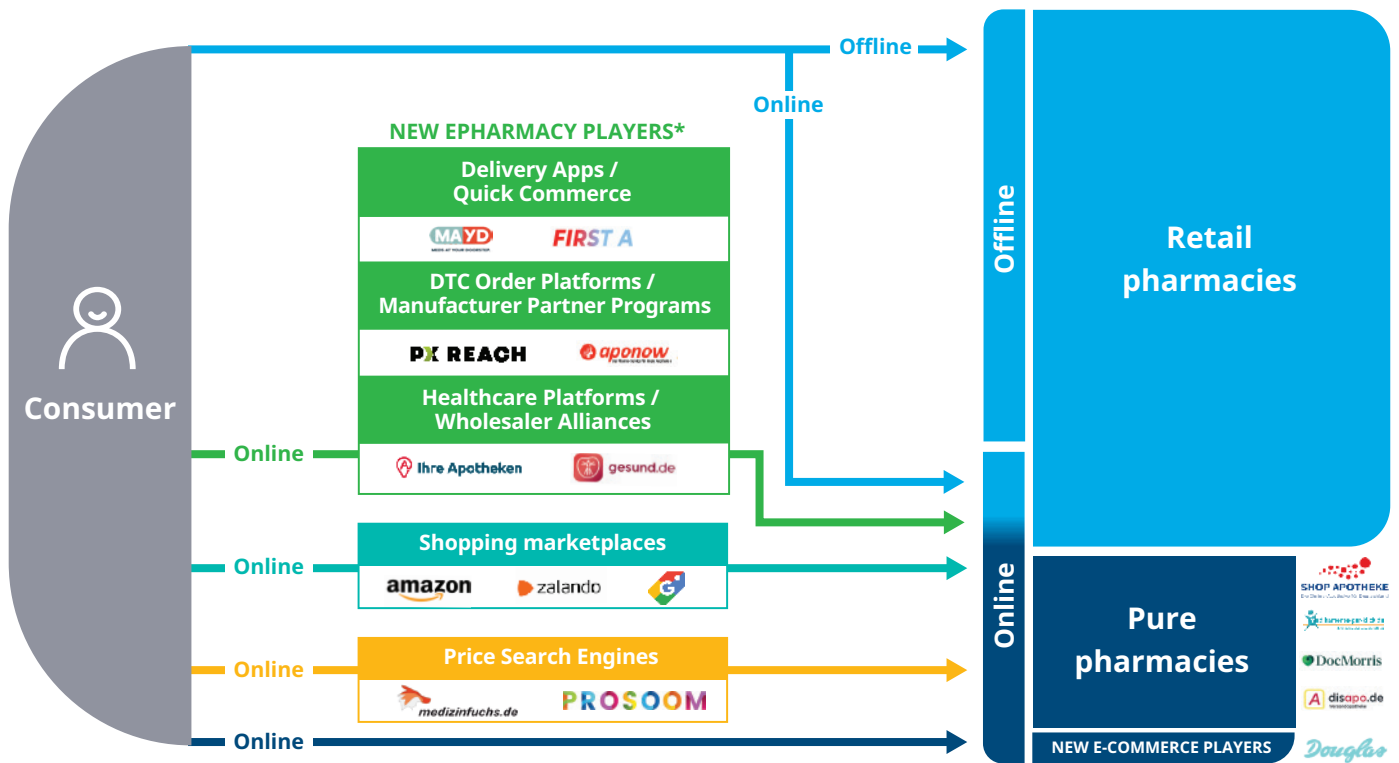 Offline
Online
NEW EPHARMACY PLAYERS*
Delivery Apps /
Quick Commerce
MAYD
FIRST A
DTC Order Platforms /
Manufacturer Partner Programs
PX REACH
aponow
Healthcare Platforms /
Wholesaler Alliances
Ihre Apotheken
gesund.de
Consumer
Online
Online
Shopping marketplaces
amazon
zalando
G
Online
Price Search Engines
medizinfuchs.de
PROSOOM
Online
Offline
Online
Retail
pharmacies
Pure
pharmacies
NEW E-COMMERCE PLAYERS
SHOP APOTHEKE
DocMorris
A disapo.de
Versandapotheke
Douglas